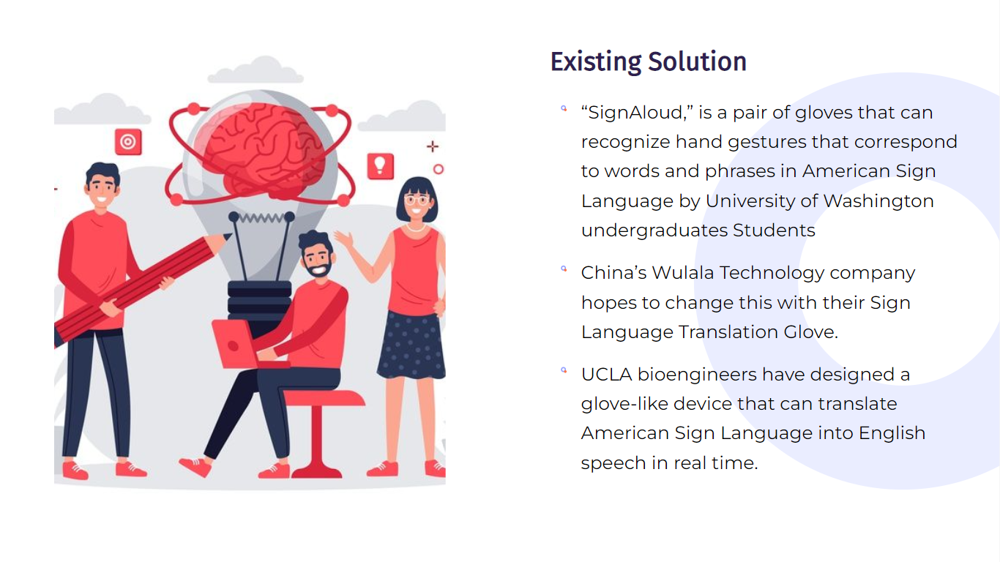 Existing Solution
“SignAloud,” is a pair of gloves that can
recognize hand gestures that correspond
to words and phrases in American Sign
Language by University of Washington
undergraduates Students
China’s Wulala Technology company
hopes to change this with their Sign
Language Translation Glove.
UCLA bioengineers have designed a
glove-like device that can translate
American Sign Language into English
speech in real time.